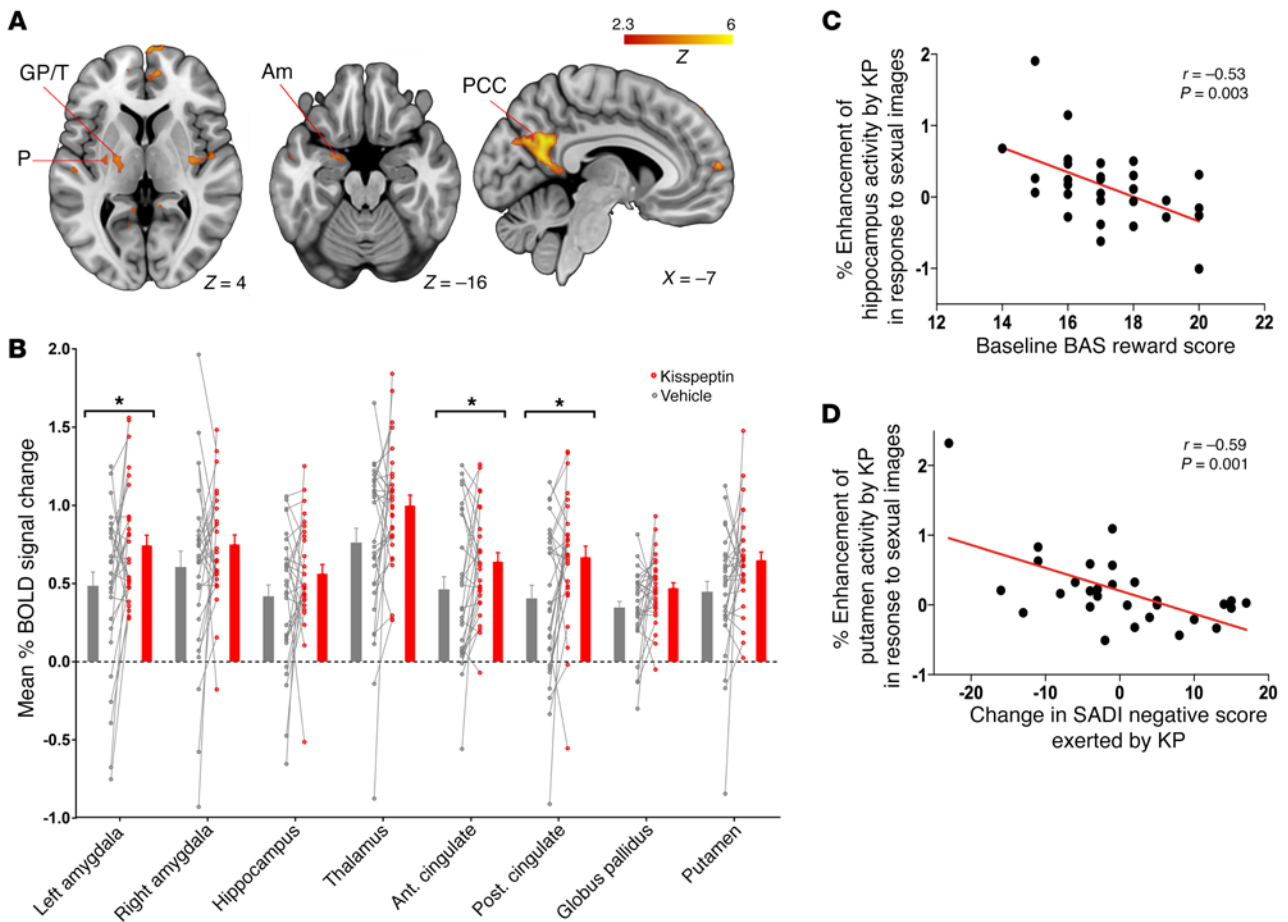 A
2.3
6
Z
GP/T
P
Am
PCC
Z = 4
Z = −16
X = −7
B
Mean % BOLD signal change
2.0
1.5
1.0
0.5
0.0
-0.5
-1.0
Kisspeptin
Vehicle
*
*
*
Left amygdala
Right amygdala
Hippocampus
Thalamus
Ant. cingulate
Post. cingulate
Globus pallidus
Putamen
C
% Enhancement of
hippocampus activity by KP
in response to sexual images
2
1
0
-1
r = −0.53
P = 0.003
12 14 16 18 20 22
Baseline BAS reward score
D
% Enhancement of
putamen activity by KP
in resonse to sexual images
2
1
0
-1
r = −0.59
P = 0.001
-20 -10 0 10 20
Change in SADI negative score
exerted by KP